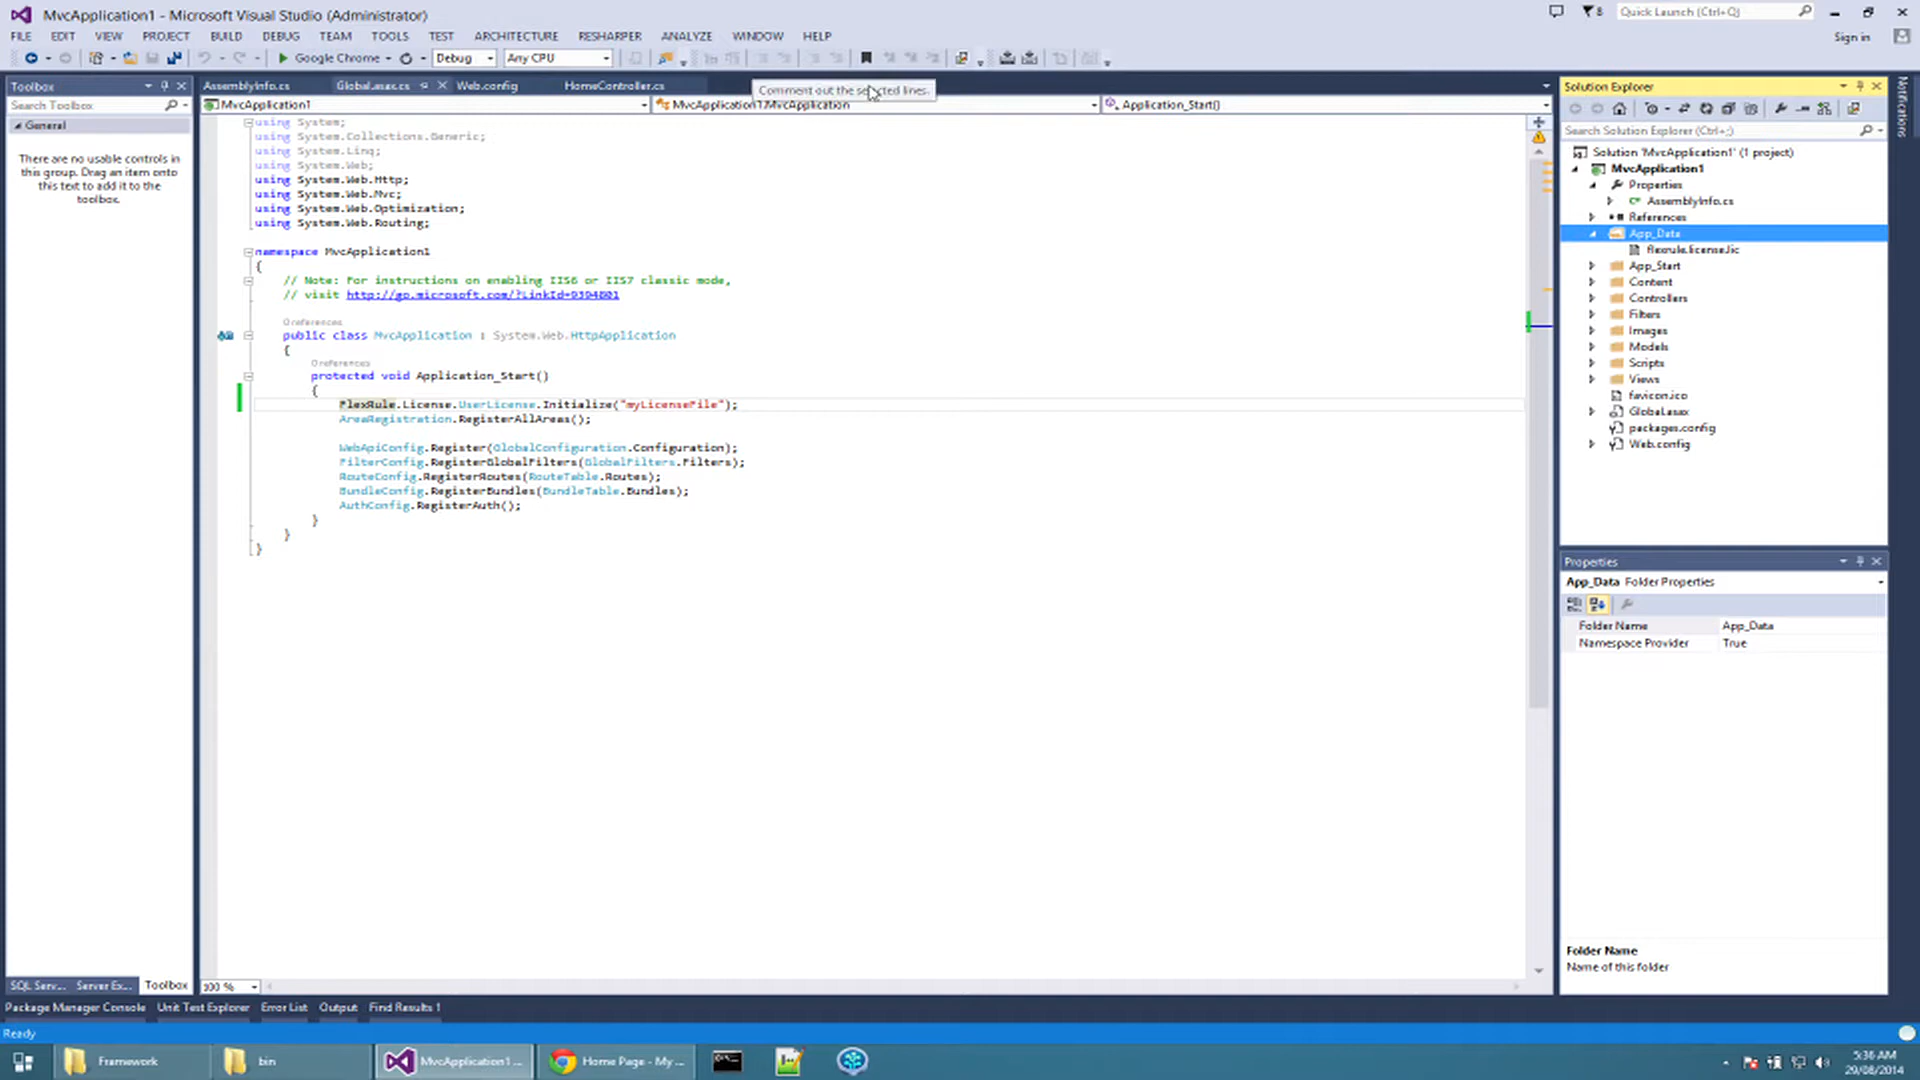 MvcApplication1 - Microsoft Visual Studio (Administrator)
8
Quick Launch (Ctrl+Q)
FILE EDIT VIEW PROJECT BUILD DEBUG TEAM TOOLS TEST ARCHITECTURE RESHARPER ANALYZE WINDOW HELP
Sign in
Google Chrome
Debug
Any CPU
Toolbox
Search Toolbox
General
There are no usable controls in
this group. Drag an item onto
this text to add it to the
toolbox.
AssemblyInfo.cs Global.asax.cs Web.config HomeController.cs
Comment out the selected lines.
MvcApplication1
MvcApplication1.MvcApplication
Application_Start()
using System;
using System.Collections.Generic;
using System.Linq;
using System.Web;
using System.Web.Http;
using System.Web.Mvc;
using System.Web.Optimization;
using System.Web.Routing;
namespace MvcApplication1
{
// Note: For instructions on enabling IIS6 or IIS7 classic mode,
// visit http://go.microsoft.com/?LinkId=9394801
0 references
public class MvcApplication : System.Web.HttpApplication
{
0 references
protected void Application_Start()
{
FlexRule.License.UserLicense.Initialize("myLicenseFile");
AreaRegistration.RegisterAllAreas();
WebApiConfig.Register(GlobalConfiguration.Configuration);
FilterConfig.RegisterGlobalFilters(GlobalFilters.Filters);
RouteConfig.RegisterRoutes(RouteTable.Routes);
BundleConfig.RegisterBundles(BundleTable.Bundles);
AuthConfig.RegisterAuth();
}
}
}
100 %
Solution Explorer
Search Solution Explorer (Ctrl+;)
Solution 'MvcApplication1' (1 project)
MvcApplication1
Properties
AssemblyInfo.cs
References
App_Data
flexrule.license.lic
App_Start
Content
Controllers
Filters
Images
Models
Scripts
Views
favicon.ico
Global.asax
packages.config
Web.config
Properties
App_Data Folder Properties
Folder Name App_Data
Namespace Provider True
Folder Name
Name of this folder
Notifications
SQL Serv... Server Ex... Toolbox
Package Manager Console Unit Test Explorer Error List Output Find Results 1
Ready
Framework
bin
MvcApplication1 ...
Home Page - My ...
5:36 AM
29/08/2014